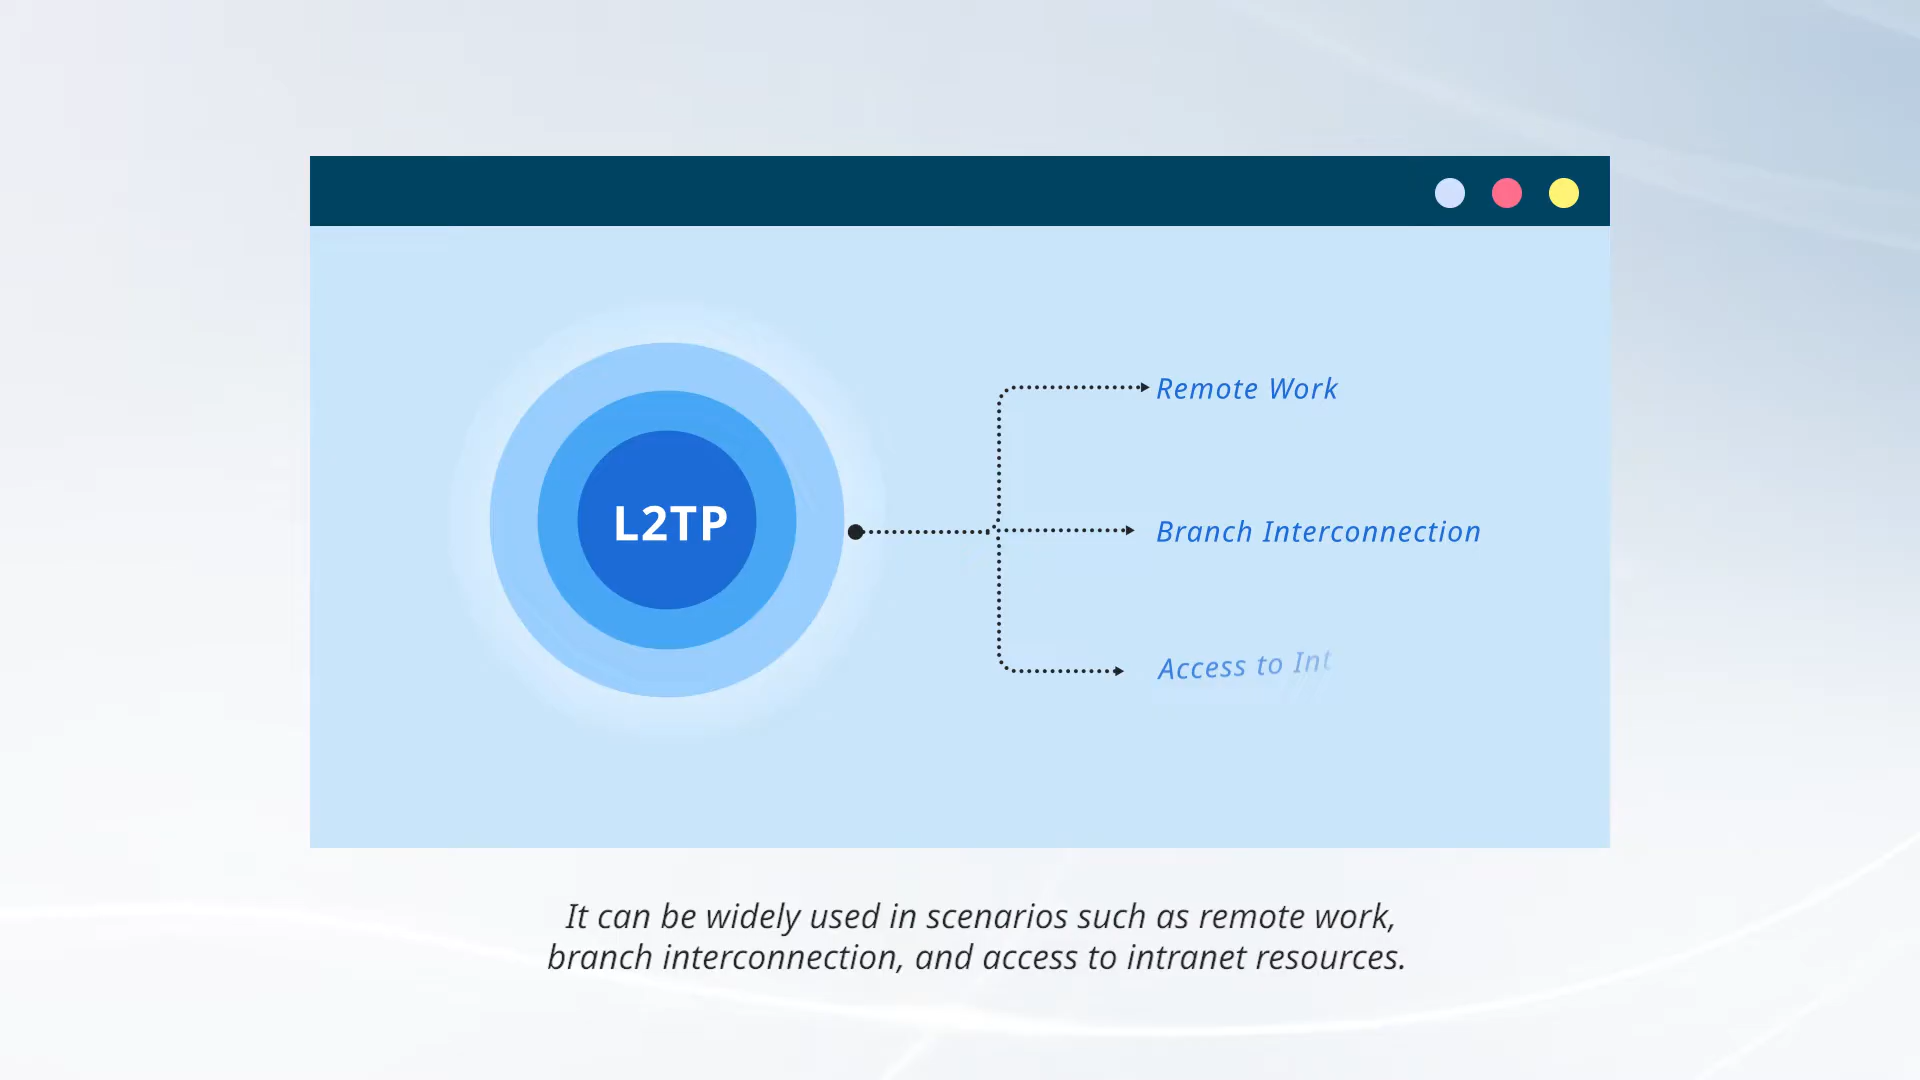 L2TP
Remote Work
Branch Interconnection
Access to Int
It can be widely used in scenarios such as remote work,
branch interconnection, and access to intranet resources.